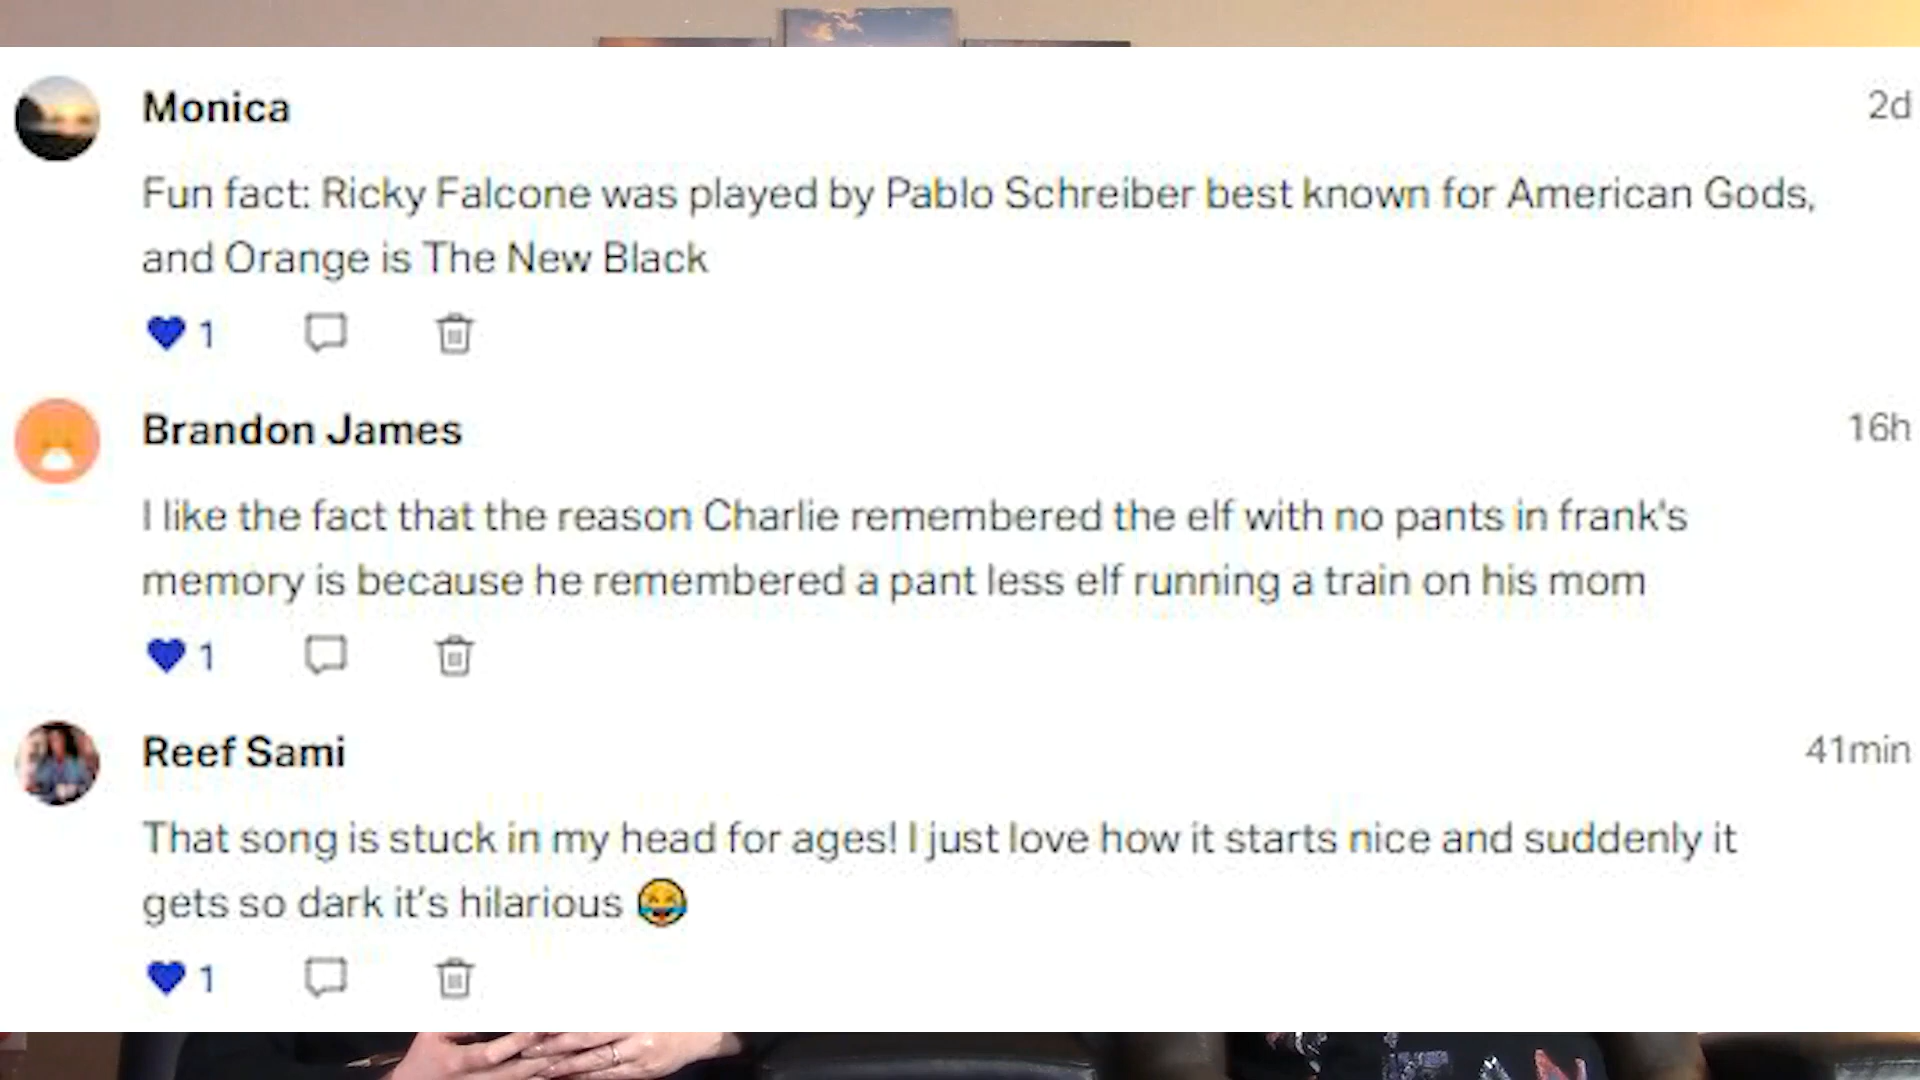 Monica
2d
Fun fact: Ricky Falcone was played by Pablo Schreiber best known for American Gods,
and Orange is The New Black
1
Brandon James
16h
I like the fact that the reason Charlie remembered the elf with no pants in frank's
memory is because he remembered a pant less elf running a train on his mom
1
Reef Sami
41min
That song is stuck in my head for ages! I just love how it starts nice and suddenly it
gets so dark it's hilarious 😂
1